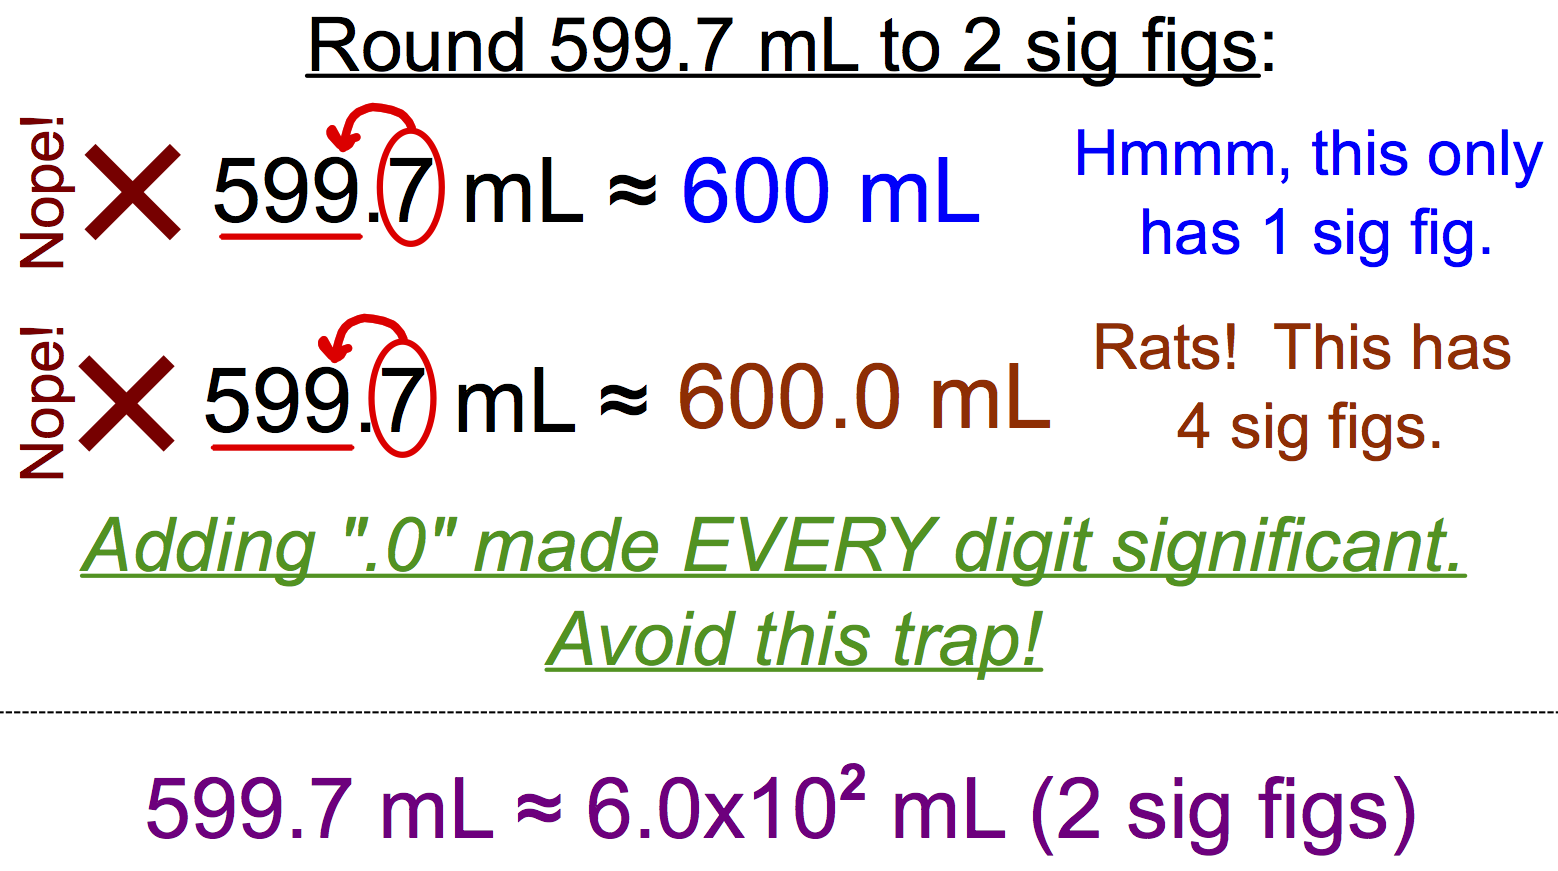 Round 599.7 mL to 2 sig figs:
Nope! 599.7 mL ≈ 600 mL
Hmmm, this only
has 1 sig fig.
Nope! 599.7 mL ≈ 600.0 mL
Rats! This has
4 sig figs.
Adding ".0" made EVERY digit significant.
Avoid this trap!
599.7 mL ≈ 6.0x10² mL (2 sig figs)